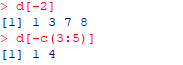 > d[-2]
[1] 1 3 7 8
> d[-c(3:5)]
[1] 1 4